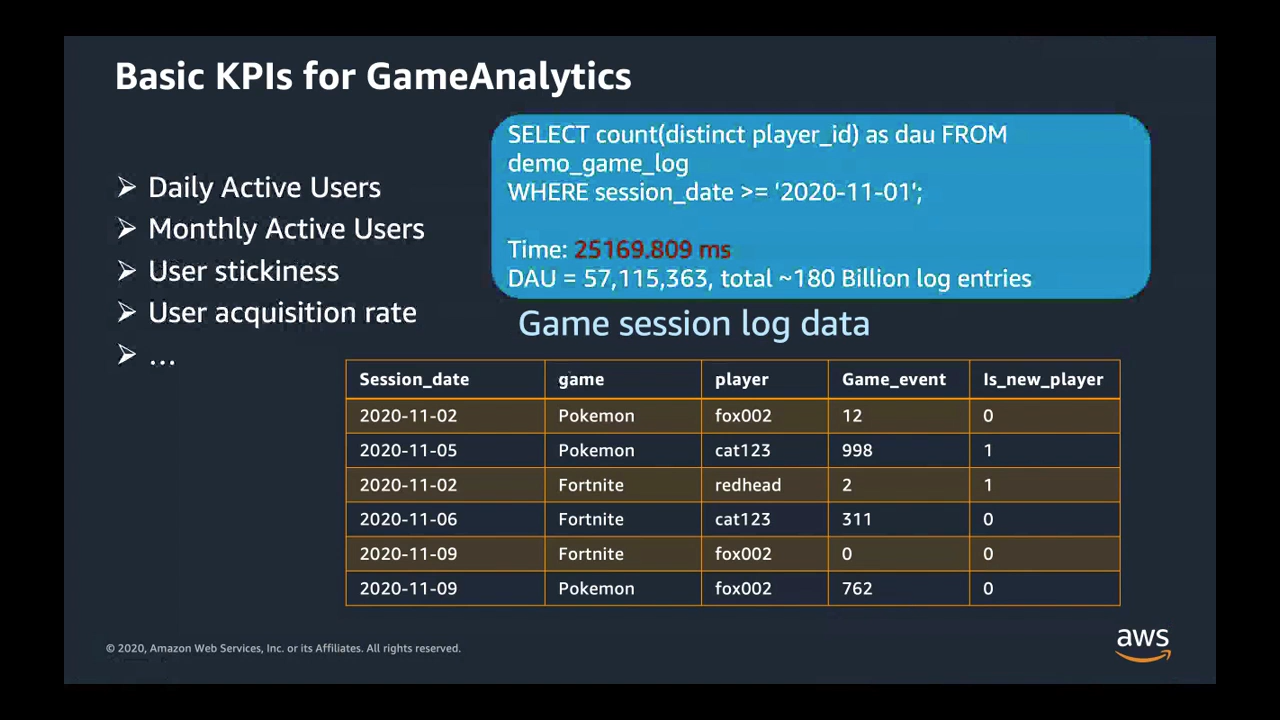 Basic KPIs for GameAnalytics
➢ Daily Active Users
➢ Monthly Active Users
➢ User stickiness
➢ User acquisition rate
➢ ...
SELECT count(distinct player_id) as dau FROM
demo_game_log
WHERE session_date >= ‘2020-11-01’;
Time: 25169.809 ms
DAU = 57,115,363, total ~180 Billion log entries
Game session log data
Session_date game player Game_event Is_new_player
2020-11-02 Pokemon fox002 12 0
2020-11-05 Pokemon cat123 998 1
2020-11-02 Fortnite redhead 2 1
2020-11-06 Fortnite cat123 311 0
2020-11-09 Fortnite fox002 0 0
2020-11-09 Pokemon fox002 762 0
© 2020, Amazon Web Services, Inc. or its Affiliates. All rights reserved.
aws